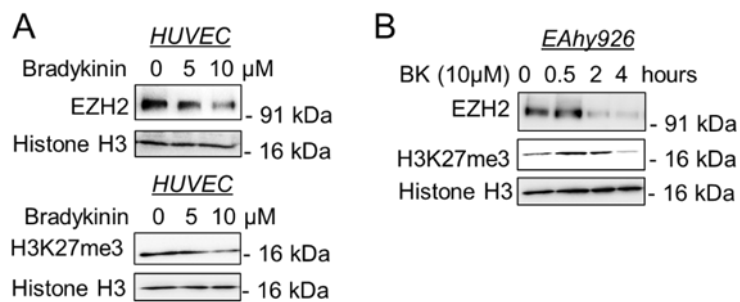 A
HUVEC
Bradykinin 0 5 10 µM
EZH2 - 91 kDa
Histone H3 - 16 kDa
HUVEC
Bradykinin 0 5 10 µM
H3K27me3 - 16 kDa
Histone H3 - 16 kDa
B
EAhy926
BK (10µM) 0 0.5 2 4 hours
EZH2 - 91 kDa
H3K27me3 - 16 kDa
Histone H3 - 16 kDa